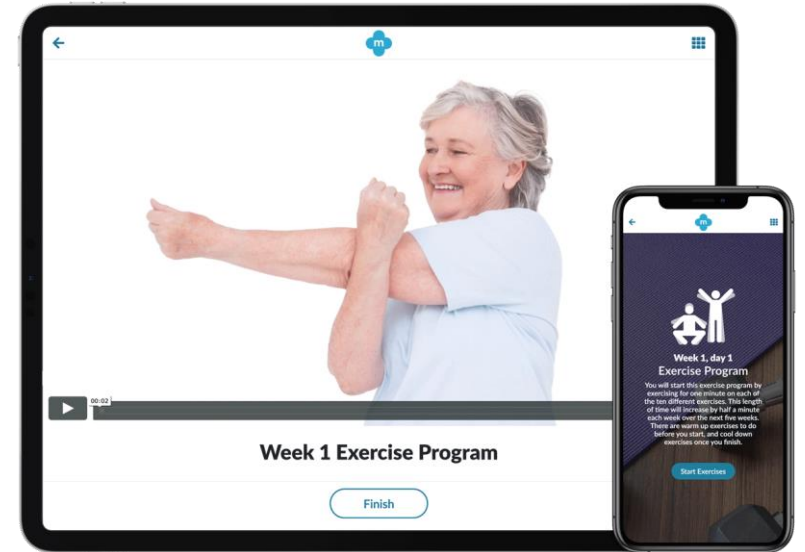 m
00:02
Week 1 Exercise Program
Finish
m
Week 1, day 1
Exercise Program
You will start this exercise program by
exercising for one minute on each of
the ten different exercises. This length
of time will increase by half a minute
each week over the next five weeks.
There are warm up exercises to do
before you start, and cool down
exercises once you finish.
Start Exercises